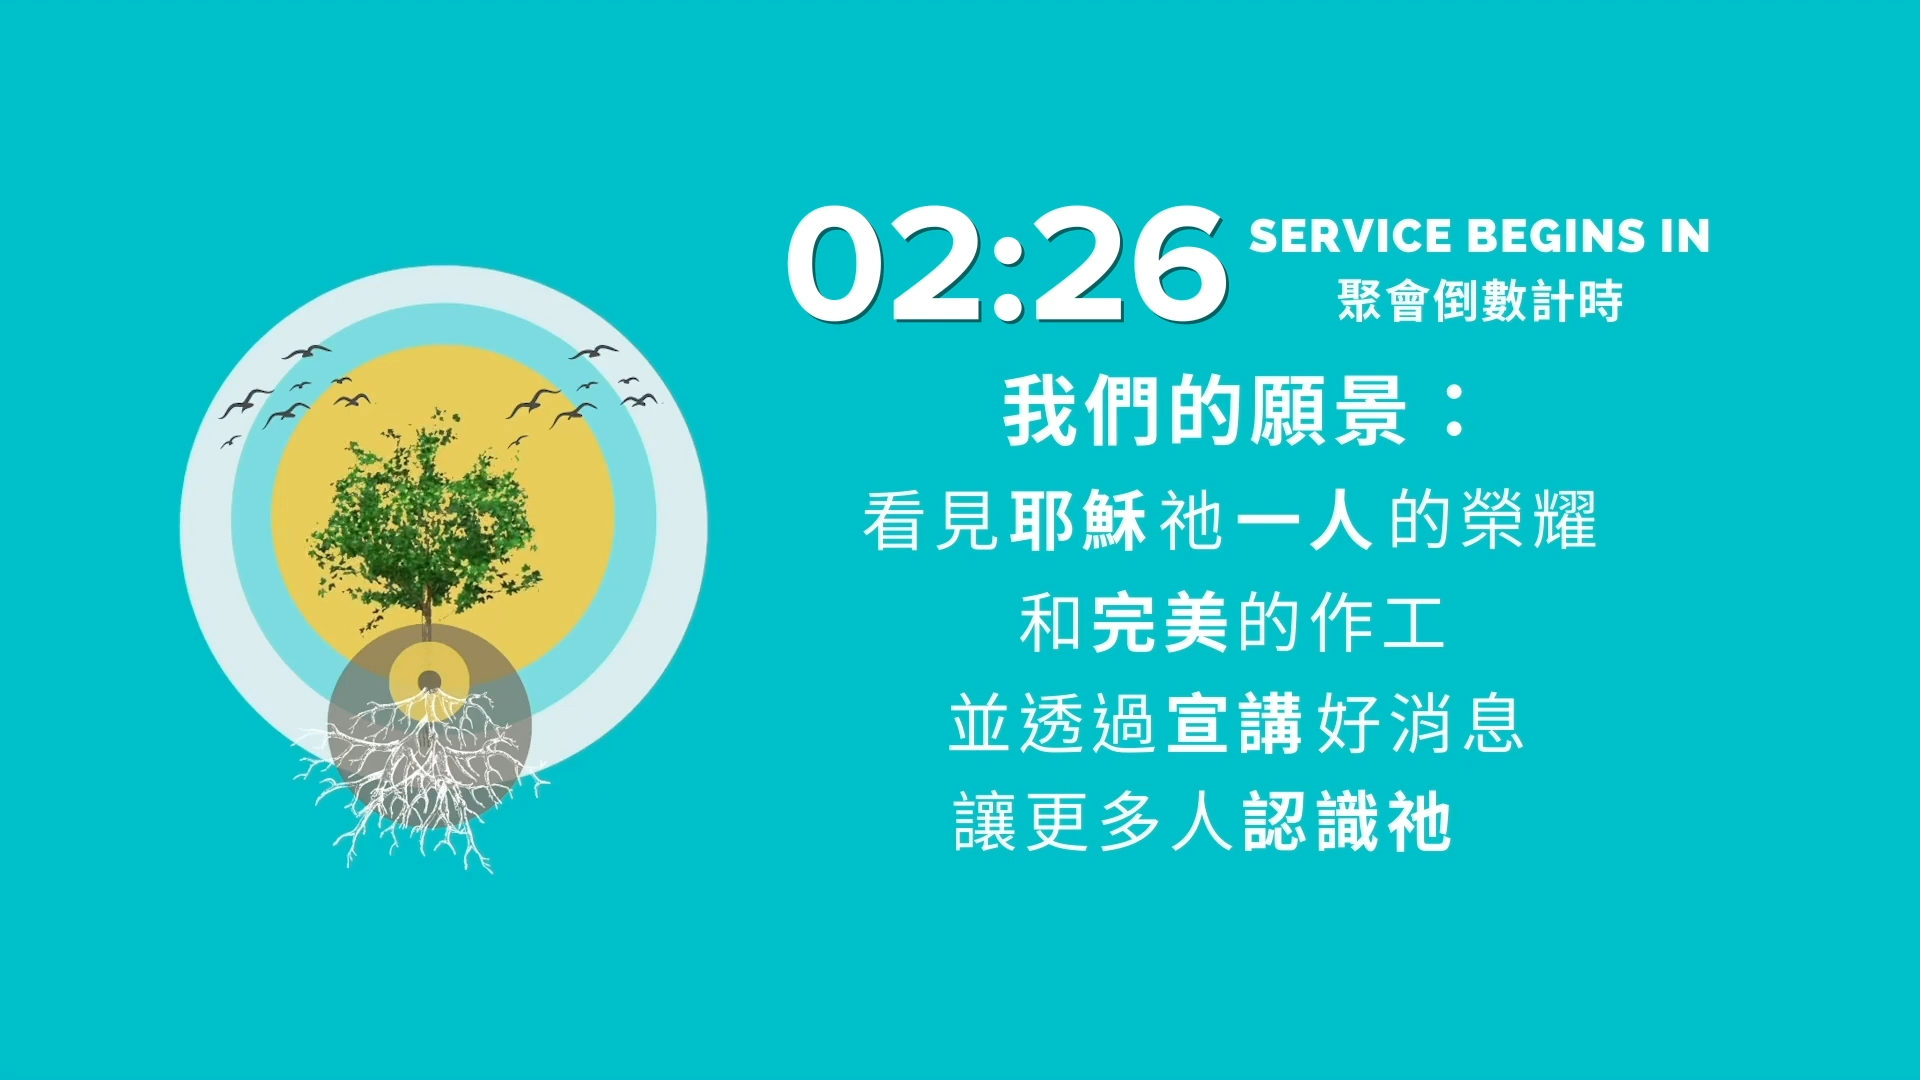 02:26 SERVICE BEGINS IN
聚會倒數計時
我們的願景：
看見耶穌祂一人的榮耀
和完美的作工
並透過宣講好消息
讓更多人認識祂